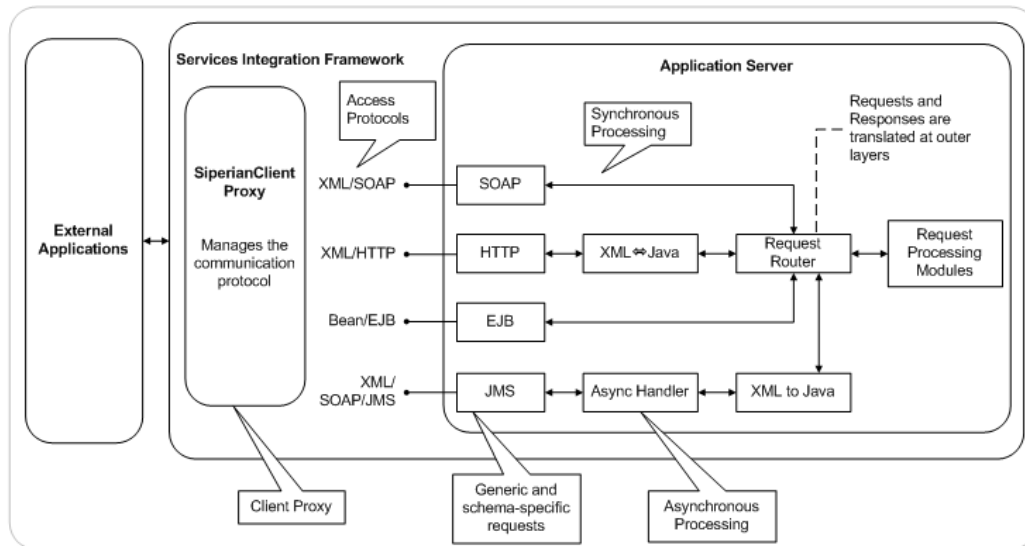 Services Integration Framework
Application Server
Access
Protocols
Synchronous
Processing
Requests and
Responses are
translated at outer
layers
SiperianClient
Proxy
Manages the
communication
protocol
External
Applications
XML/SOAP
SOAP
XML/HTTP
HTTP
XML⇔Java
Request
Router
Request
Processing
Modules
Bean/EJB
EJB
XML/
SOAP/JMS
JMS
Async Handler
XML to Java
Client Proxy
Generic and
schema-specific
requests
Asynchronous
Processing